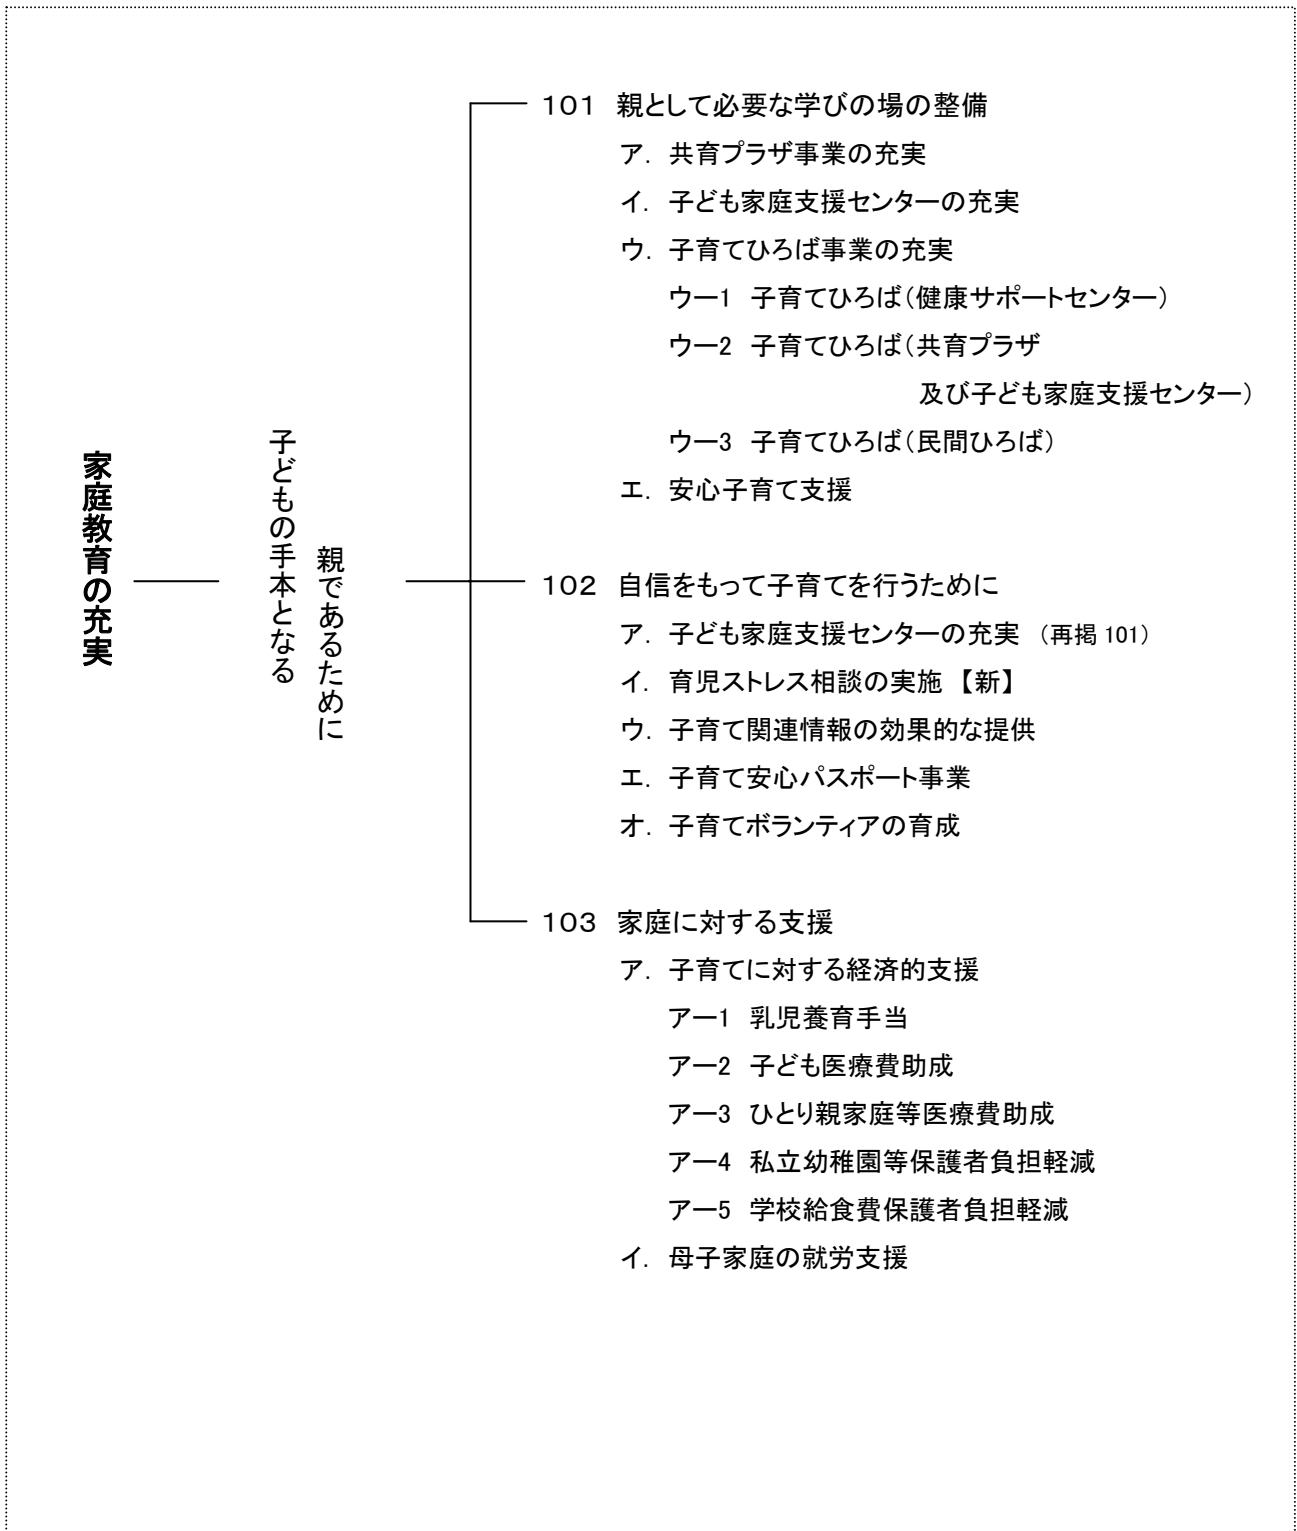 家庭教育の充実
子どもの手本となる
親であるために
101 親として必要な学びの場の整備
ア. 共育プラザ事業の充実
イ. 子ども家庭支援センターの充実
ウ. 子育てひろば事業の充実
ウー1 子育てひろば(健康サポートセンター)
ウー2 子育てひろば(共育プラザ
及び子ども家庭支援センター)
ウー3 子育てひろば(民間ひろば)
エ. 安心子育て支援
102 自信をもって子育てを行うために
ア. 子ども家庭支援センターの充実 (再掲 101)
イ. 育児ストレス相談の実施 【新】
ウ. 子育て関連情報の効果的な提供
エ. 子育て安心パスポート事業
オ. 子育てボランティアの育成
103 家庭に対する支援
ア. 子育てに対する経済的支援
アー1 乳児養育手当
アー2 子ども医療費助成
アー3 ひとり親家庭等医療費助成
アー4 私立幼稚園等保護者負担軽減
アー5 学校給食費保護者負担軽減
イ. 母子家庭の就労支援